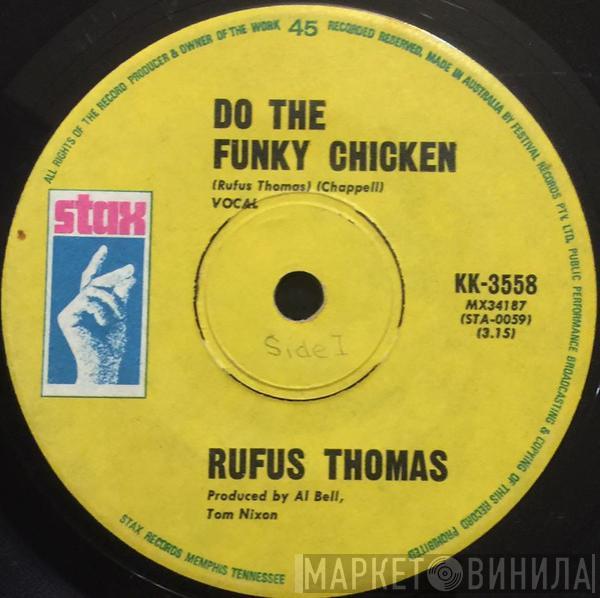 ALL RIGHTS OF THE RECORD PRODUCER & OWNER OF THE WORK 45 RECORDED RESERVED. MADE IN AUSTRALIA BY FESTIVAL RECORDS PTY. LTD. PUBLIC PERFORMANCE BROADCASTING & COPYING OF THIS RECORD PROHIBITED
DO THE
FUNKY CHICKEN
(Rufus Thomas) (Chappell)
VOCAL
stax
KK-3558
MX34187
(STA-0059)
(3.15)
Side I
RUFUS THOMAS
Produced by Al Bell,
Tom Nixon
STAX RECORDS MEMPHIS TENNESSEE
МАРКЕТ ВИНИЛА